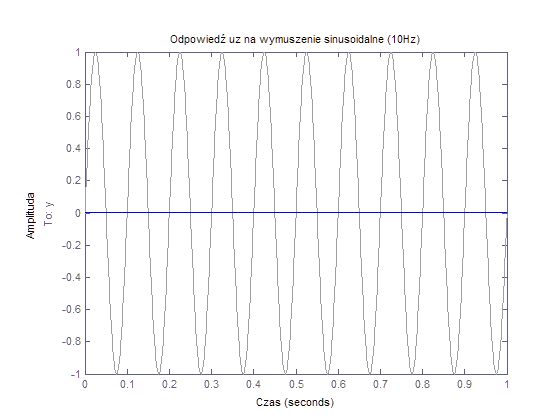 Odpowiedź uz na wymuszenie sinusoidalne (10Hz)
1
0.8
0.6
0.4
0.2
0
-0.2
-0.4
-0.6
-0.8
-1
Amplituda
To: y
0 0.1 0.2 0.3 0.4 0.5 0.6 0.7 0.8 0.9 1
Czas (seconds)